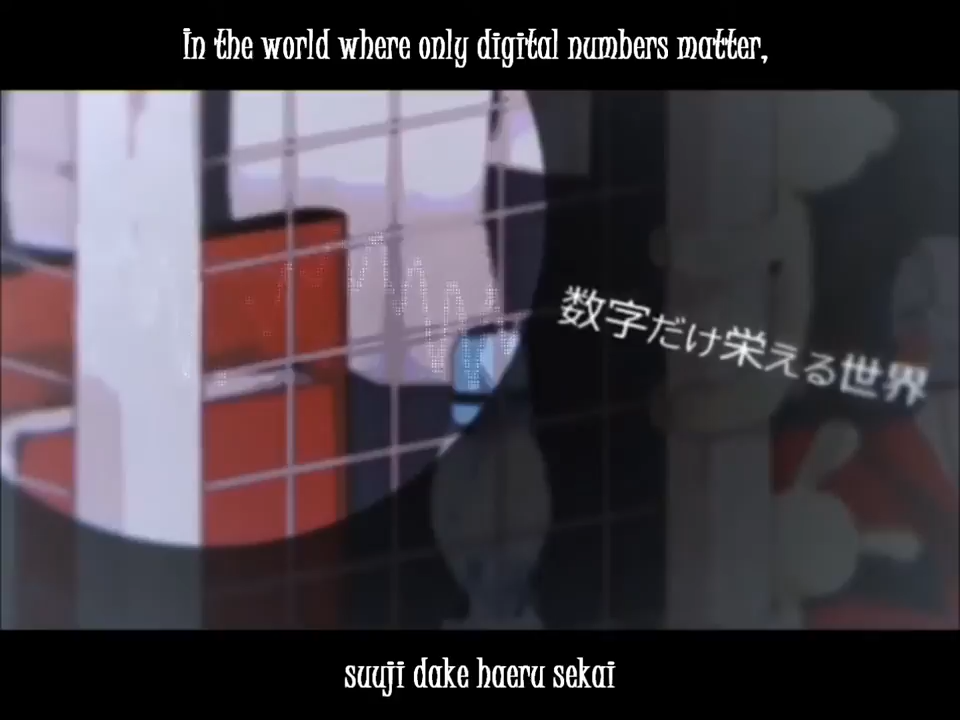 In the world where only digital numbers matter,
数字だけ栄える世界
suuji dake haeru sekai